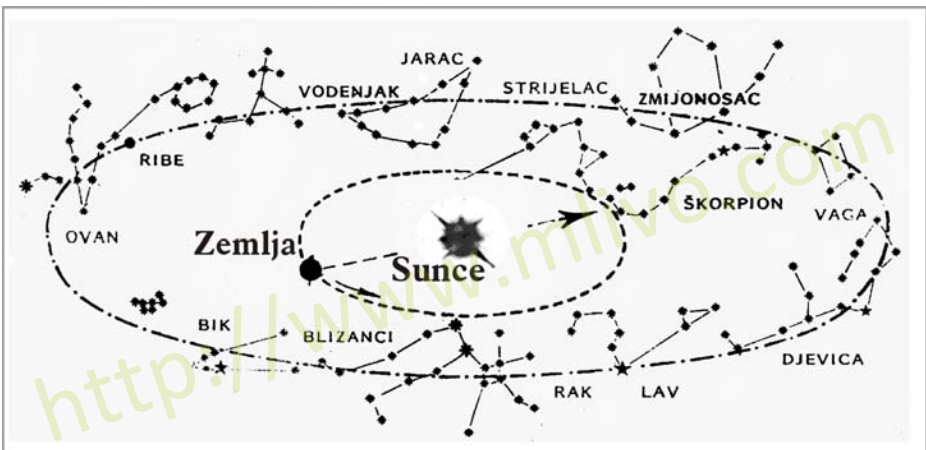 JARAC
VODENJAK
STRIJELAC
ZMIJONOSAC
RIBE
ŠKORPION
VAGA
OVAN
Zemlja
Sunce
BIK
BLIZANCI
DJEVICA
RAK
LAV
http://www.mlivo.com